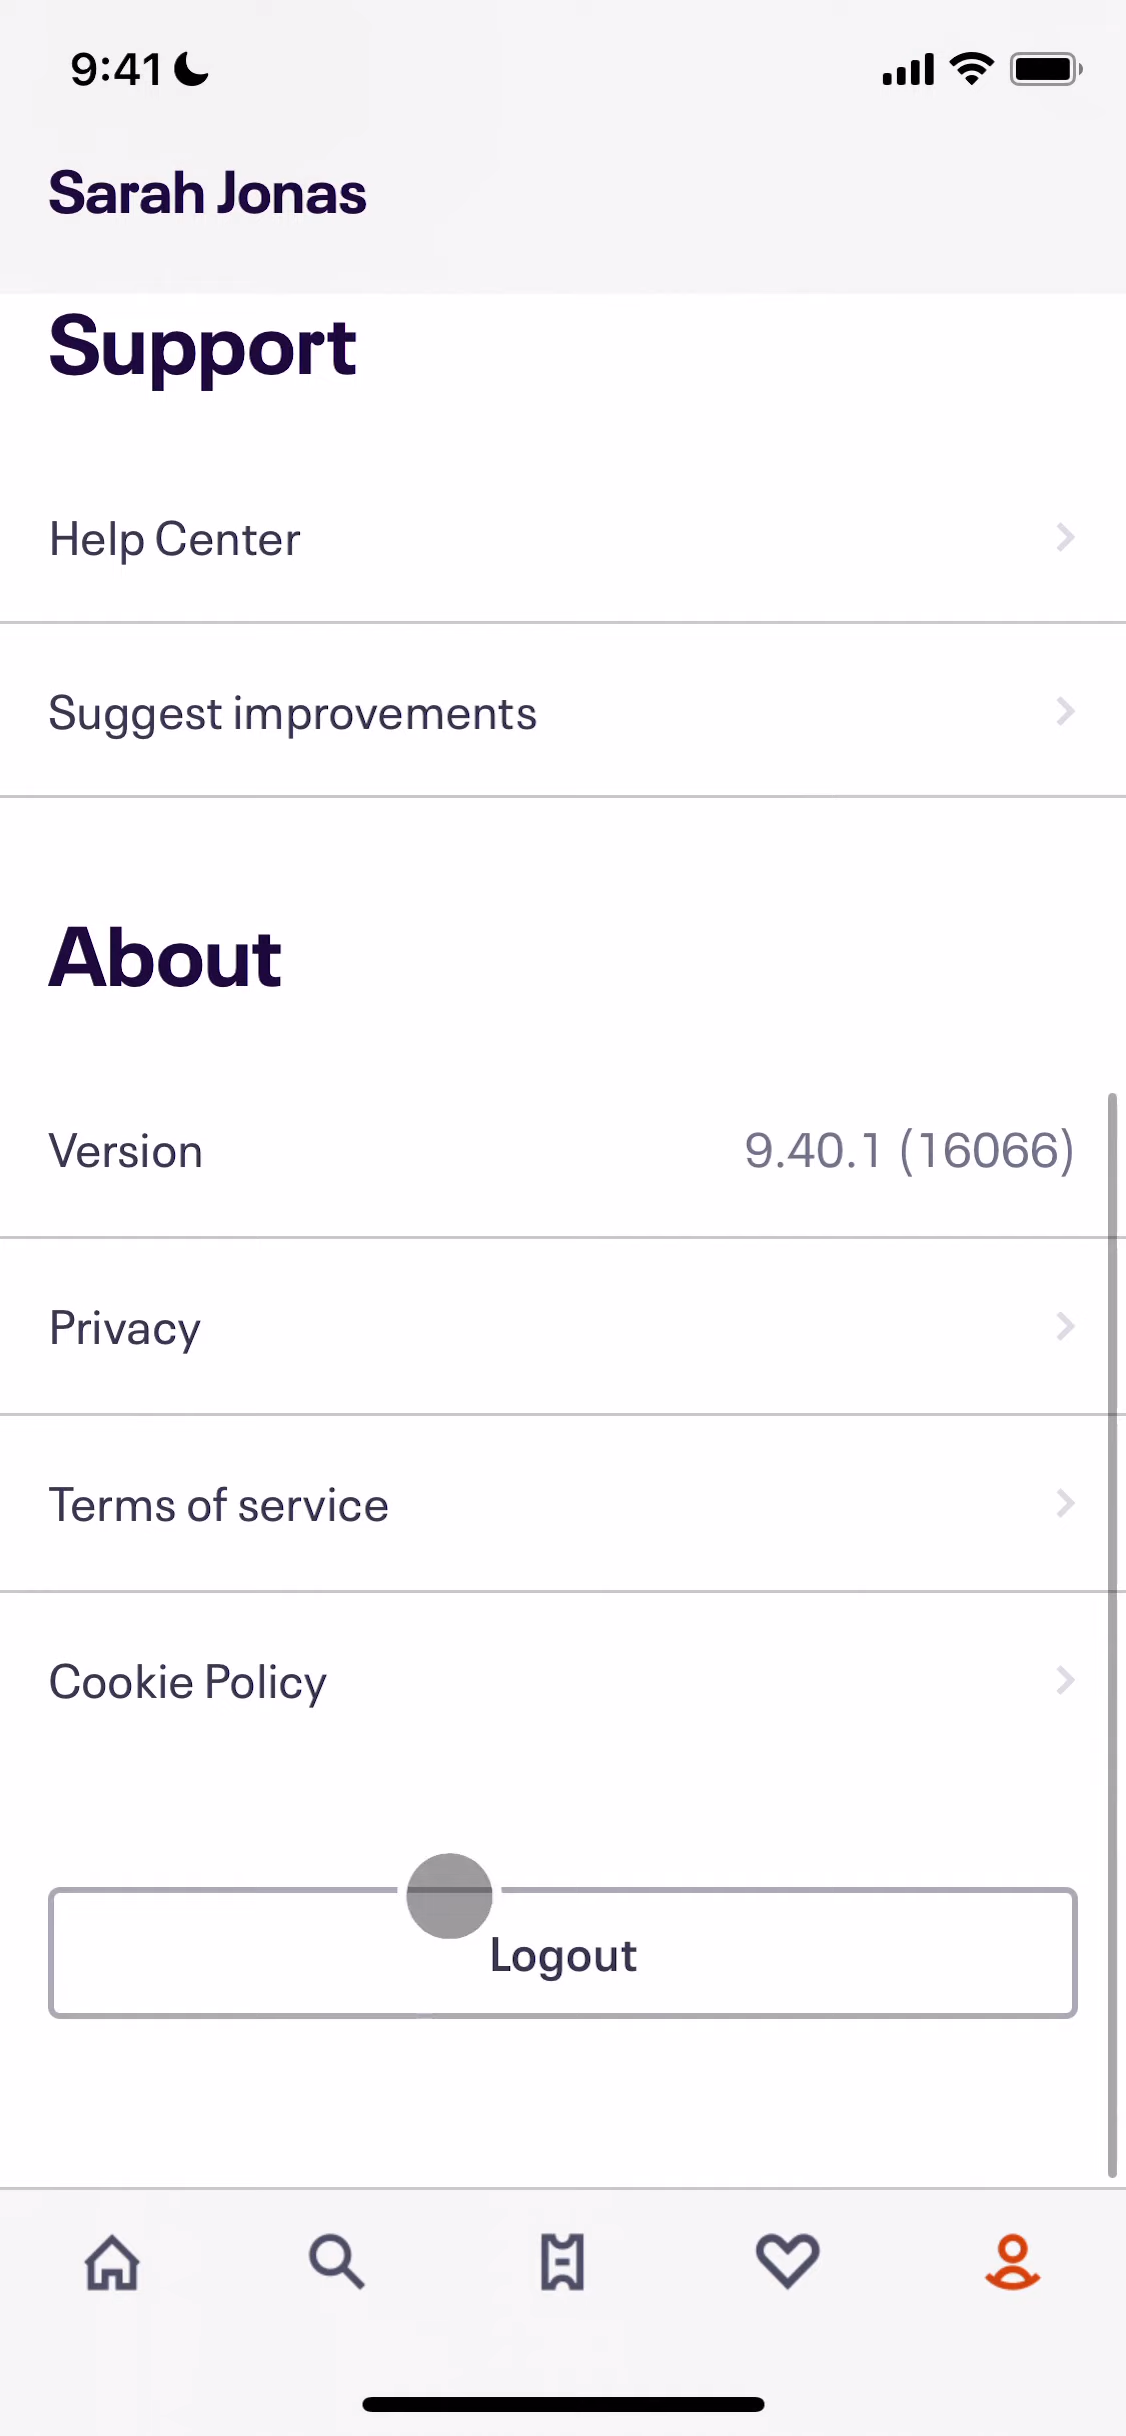 9:41
Sarah Jonas
Support
Help Center
Suggest improvements
About
Version 9.40.1 (16066)
Privacy
Terms of service
Cookie Policy
Logout